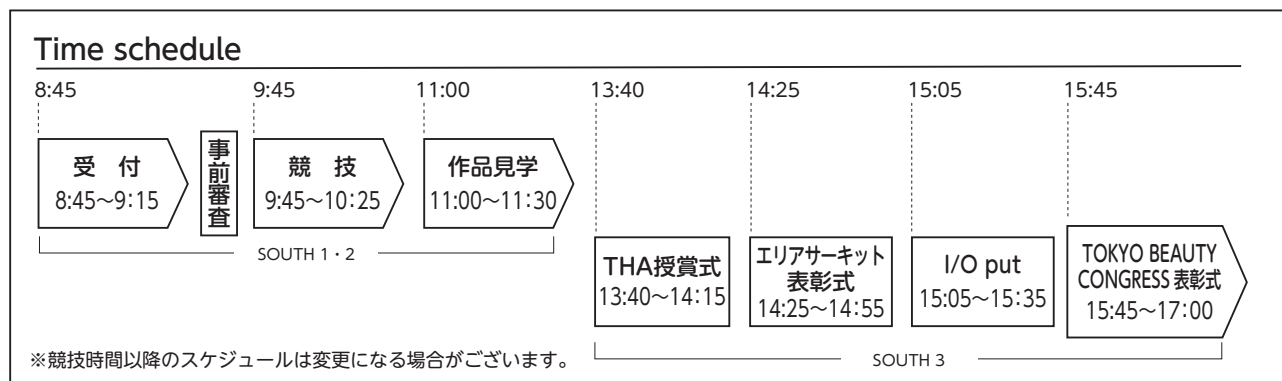 Time schedule
8:45
9:45
11:00
13:40
14:25
15:05
15:45
受　付
8:45〜9:15
事前審査
競　技
9:45〜10:25
作品見学
11:00〜11:30
SOUTH 1・2
THA授賞式
13:40〜14:15
エリアサーキット
表彰式
14:25〜14:55
I/O put
15:05〜15:35
TOKYO BEAUTY
CONGRESS 表彰式
15:45〜17:00
SOUTH 3
※競技時間以降のスケジュールは変更になる場合がございます。